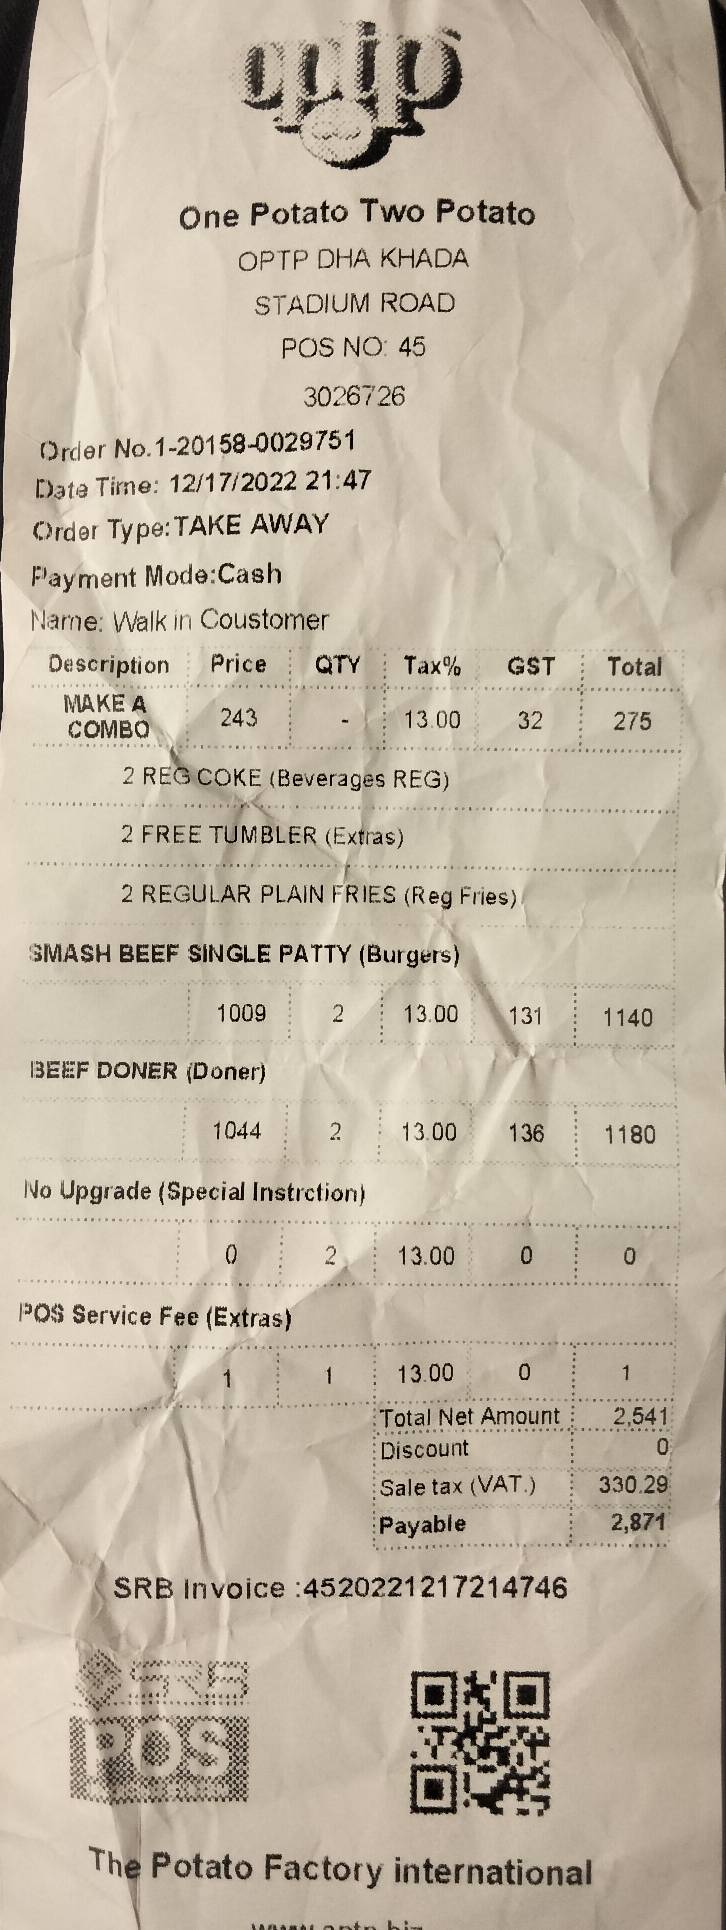 optp
One Potato Two Potato
OPTP DHA KHADA
STADIUM ROAD
POS NO: 45
3026726
Order No.1-20158-0029751
Date Time: 12/17/2022 21:47
Order Type:TAKE AWAY
Payment Mode:Cash
Name: Walk in Coustomer
Description Price QTY Tax% GST Total
MAKE A
COMBO 243 - 13.00 32 275
2 REG COKE (Beverages REG)
2 FREE TUMBLER (Extras)
2 REGULAR PLAIN FRIES (Reg Fries)
SMASH BEEF SINGLE PATTY (Burgers)
1009 2 13.00 131 1140
BEEF DONER (Doner)
1044 2 13.00 136 1180
No Upgrade (Special Instrction)
0 2 13.00 0 0
POS Service Fee (Extras)
1 1 13.00 0 1
Total Net Amount 2,541
Discount 0
Sale tax (VAT.) 330.29
Payable 2,871
SRB Invoice :4520221217214746
SRB
POS
The Potato Factory international